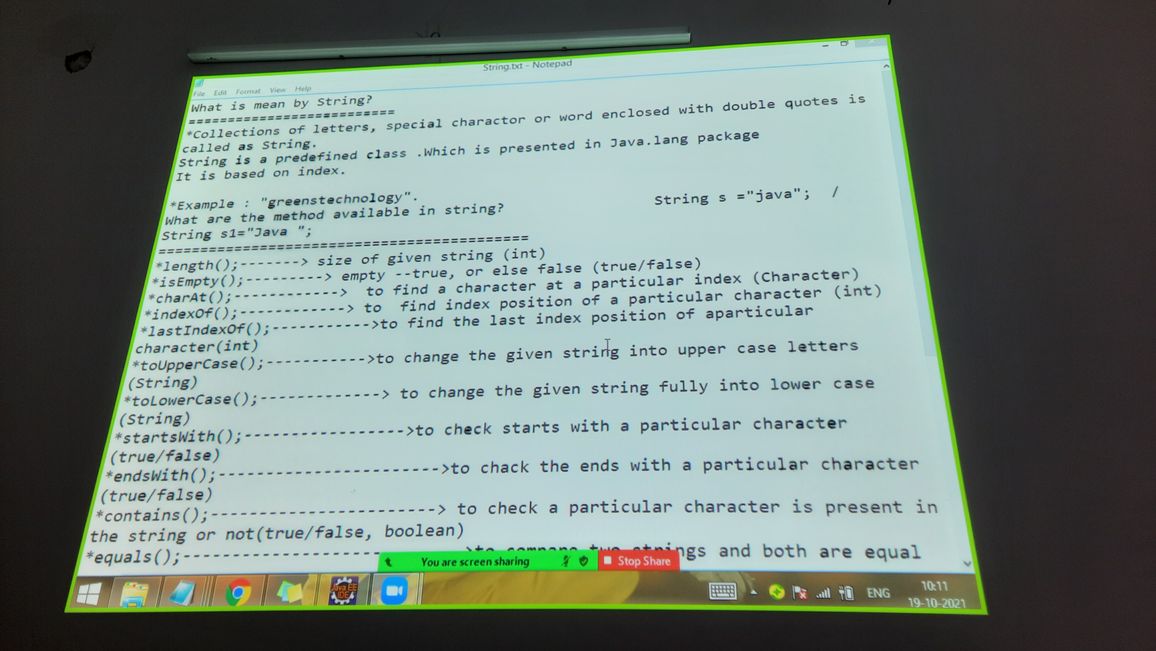 String.txt - Notepad
File Edit Format View Help
What is mean by String?
=========================
*Collections of letters, special charactor or word enclosed with double quotes is
called as String.
String is a predefined class .Which is presented in Java.lang package
It is based on index.
*Example : "greenstechnology". String s ="java"; /
What are the method available in string?
String s1="Java ";
============================================
*length();-------> size of given string (int)
*isEmpty();----------> empty --true, or else false (true/false)
*charAt();-------------> to find a character at a particular index (Character)
*indexOf();------------> to find index position of a particular character (int)
*lastIndexOf();------------>to find the last index position of aparticular
character(int)
*toUpperCase();------------>to change the given string into upper case letters
(String)
*toLowerCase();--------------> to change the given string fully into lower case
(String)
*startsWith();------------------>to check starts with a particular character
(true/false)
*endsWith();----------------------->to chack the ends with a particular character
(true/false)
*contains();-----------------------> to check a particular character is present in
the string or not(true/false, boolean)
*equals();----------------------------->to compare two strings and both are equal
You are screen sharing Stop Share
Java EE
IDE
ENG
10:11
19-10-2021